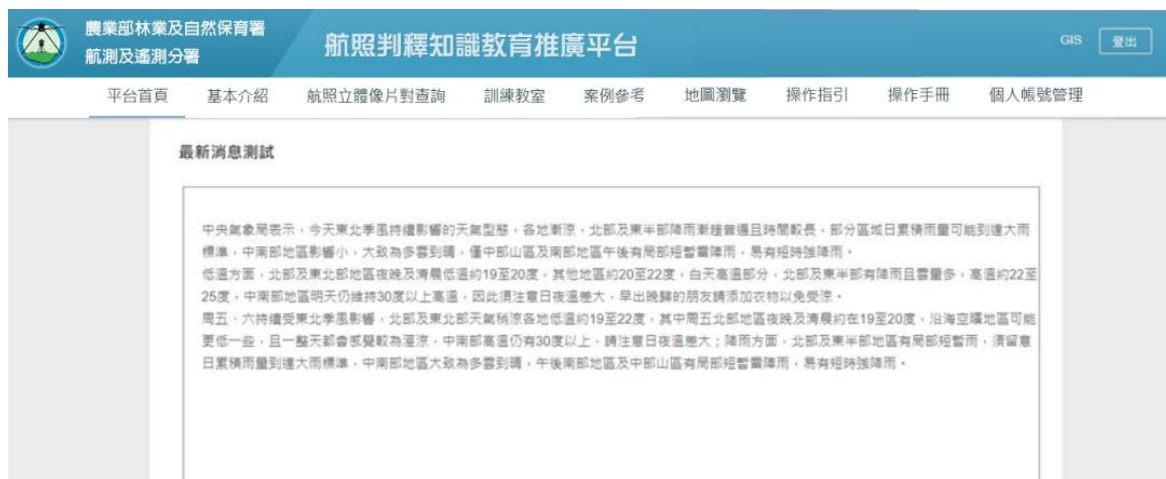 農業部林業及自然保育署
航測及遙測分署
航照判釋知識教育推廣平台
GIS
登出
平台首頁 基本介紹 航照立體像片對查詢 訓練教室 案例參考 地圖瀏覽 操作指引 操作手冊 個人帳號管理
最新消息測試
中央氣象局表示，今天東北季風持續影響的天氣型態，各地漸涼，北部及東半部降雨漸趨普遍且時間較長，部分區域日累積雨量可能到達大雨
標準，中南部地區影響小，大致為多雲到晴，僅中部山區及南部地區午後有局部短暫雷陣雨，易有短時強降雨。
低溫方面，北部及東北部地區夜晚及清晨低溫約19至20度，其他地區約20至22度，白天高溫部分，北部及東半部有降雨且雲量多，高溫約22至
25度，中南部地區明天仍維持30度以上高溫，因此須注意日夜溫差大，早出晚歸的朋友請添加衣物以免受涼。
周五、六持續受東北季風影響，北部及東北部天氣稍涼各地低溫約19至22度，其中周五北部地區夜晚及清晨約在19至20度，沿海空曠地區可能
更低一些，且一整天都會感覺較為溼涼，中南部高溫仍有30度以上，請注意日夜溫差大；降雨方面，北部及東半部地區有局部短暫雨，須留意
日累積雨量到達大雨標準，中南部地區大致為多雲到晴，午後南部地區及中部山區有局部短暫雷陣雨，易有短時強降雨。